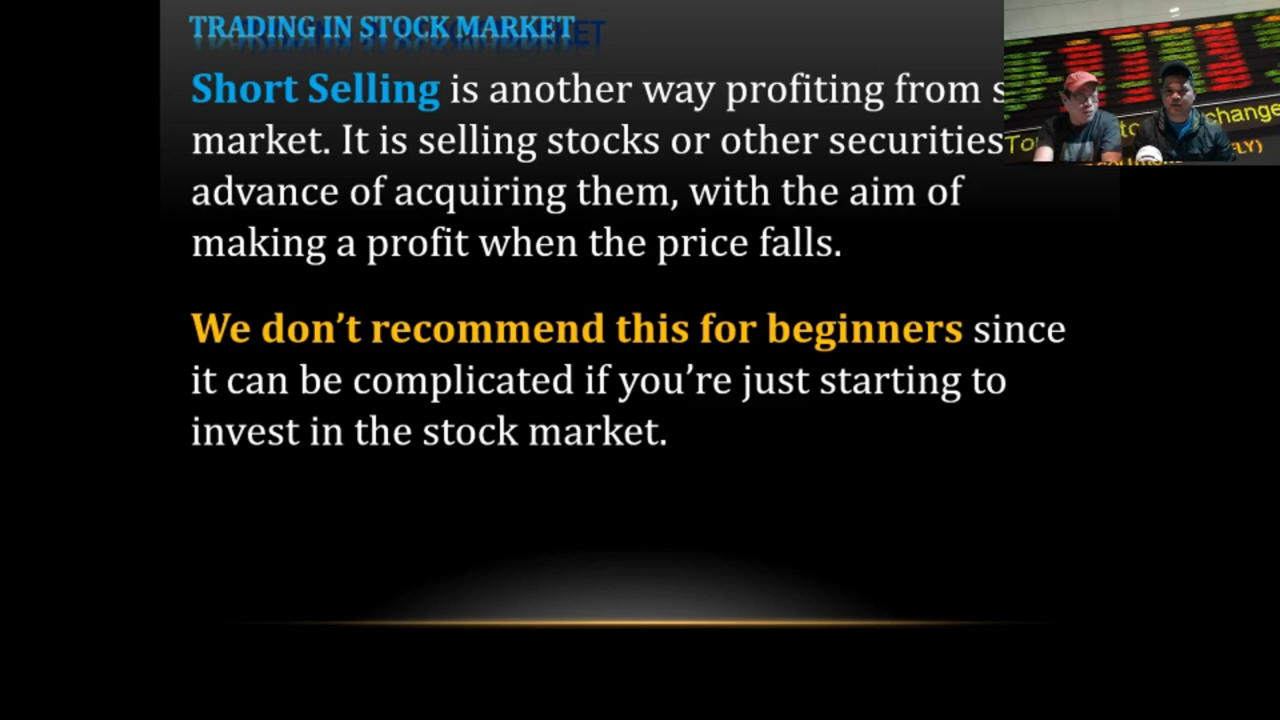 TRADING IN STOCK MARKET
Short Selling is another way profiting from
market. It is selling stocks or other securities
advance of acquiring them, with the aim of
making a profit when the price falls.
We don’t recommend this for beginners since
it can be complicated if you’re just starting to
invest in the stock market.